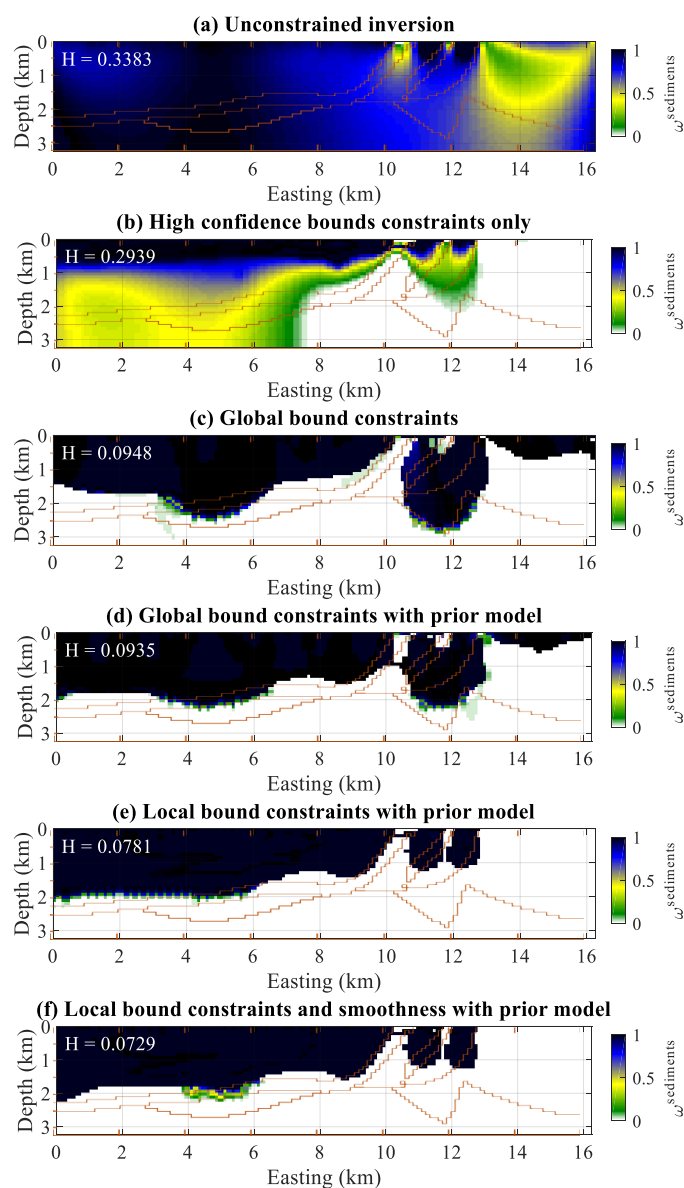 (a) Unconstrained inversion
H = 0.3383
Depth (km)
0
1
2
3
0 2 4 6 8 10 12 14 16
Easting (km)
1
0.5
0
ω^sediments
(b) High confidence bounds constraints only
H = 0.2939
Depth (km)
0
1
2
3
0 2 4 6 8 10 12 14 16
Easting (km)
1
0.5
0
ω^sediments
(c) Global bound constraints
H = 0.0948
Depth (km)
0
1
2
3
0 2 4 6 8 10 12 14 16
Easting (km)
1
0.5
0
ω^sediments
(d) Global bound constraints with prior model
H = 0.0935
Depth (km)
0
1
2
3
0 2 4 6 8 10 12 14 16
Easting (km)
1
0.5
0
ω^sediments
(e) Local bound constraints with prior model
H = 0.0781
Depth (km)
0
1
2
3
0 2 4 6 8 10 12 14 16
Easting (km)
1
0.5
0
ω^sediments
(f) Local bound constraints and smoothness with prior model
H = 0.0729
Depth (km)
0
1
2
3
0 2 4 6 8 10 12 14 16
Easting (km)
1
0.5
0
ω^sediments